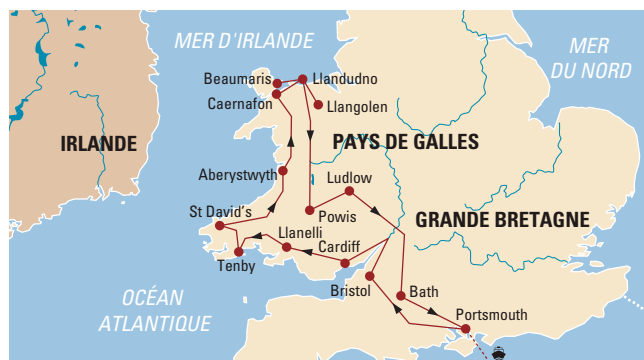 MER D'IRLANDE
MER
DU NORD
Beaumaris
Llandudno
Caernafon
Llangolen
IRLANDE
PAYS DE GALLES
Aberystwyth
Ludlow
St David's
Powis
GRANDE BRETAGNE
Llanelli
Cardiff
Tenby
Bristol
Bath
OCÉAN
ATLANTIQUE
Portsmouth